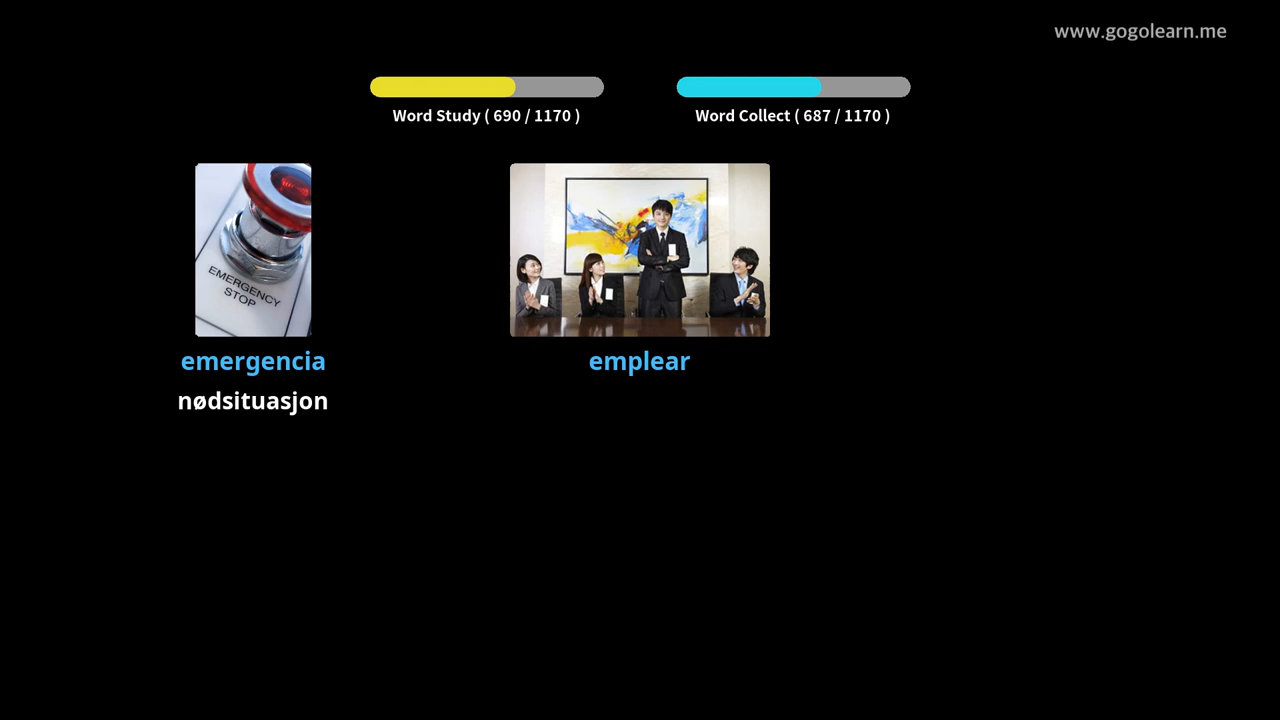 www.gogolearn.me
Word Study ( 690 / 1170 )
Word Collect ( 687 / 1170 )
EMERGENCY
STOP
emergencia
nødsituasjon
emplear